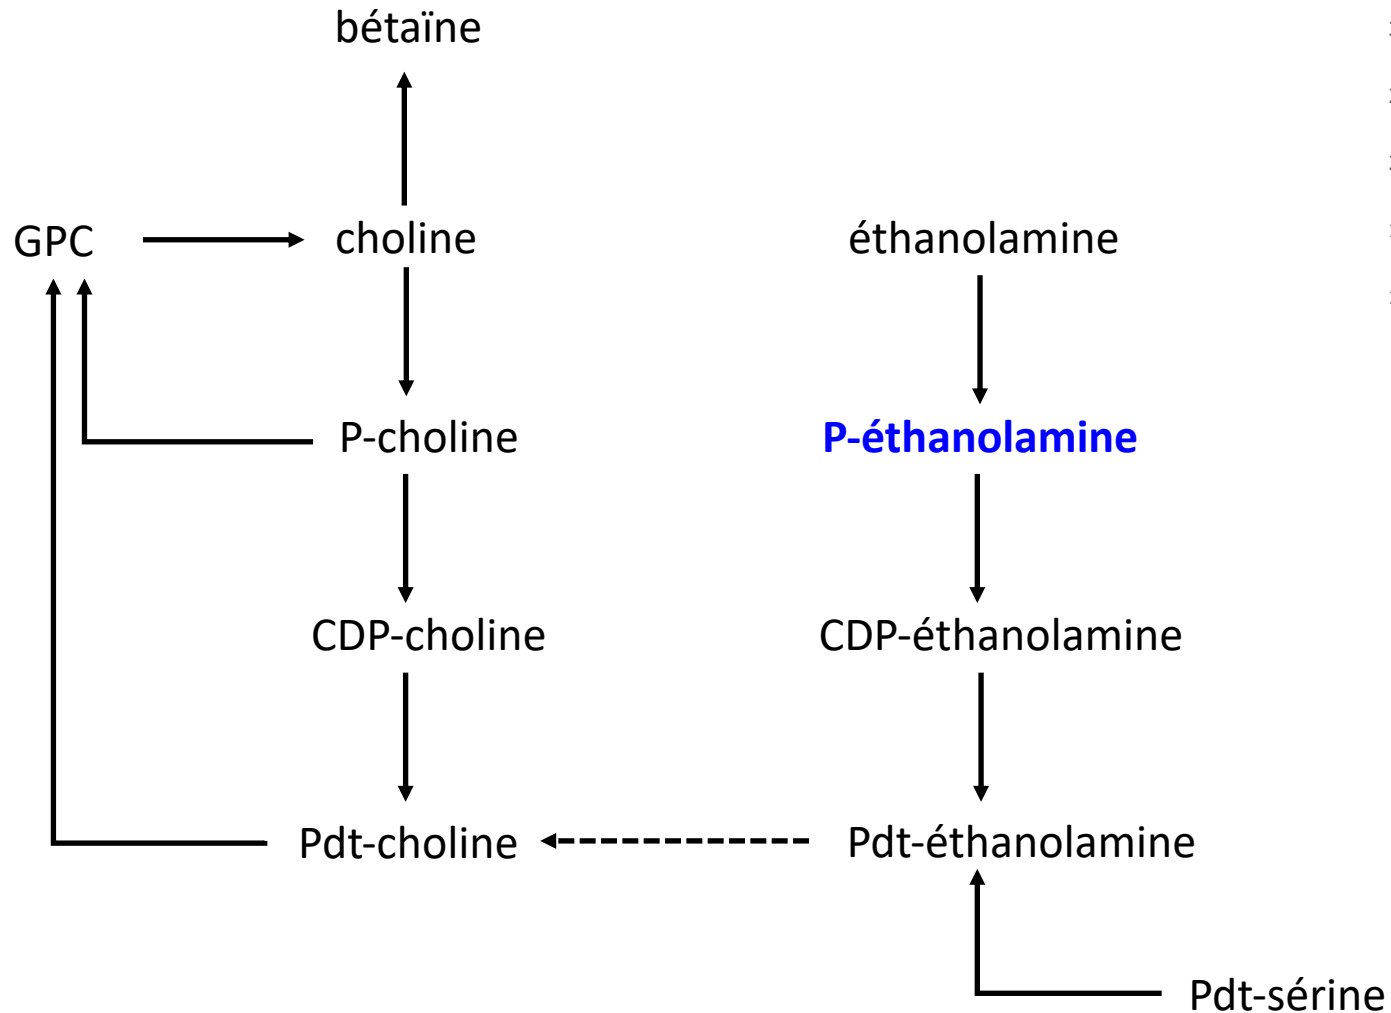 bétaïne
GPC
choline
éthanolamine
P-choline
P-éthanolamine
CDP-choline
CDP-éthanolamine
Pdt-choline
Pdt-éthanolamine
Pdt-sérine